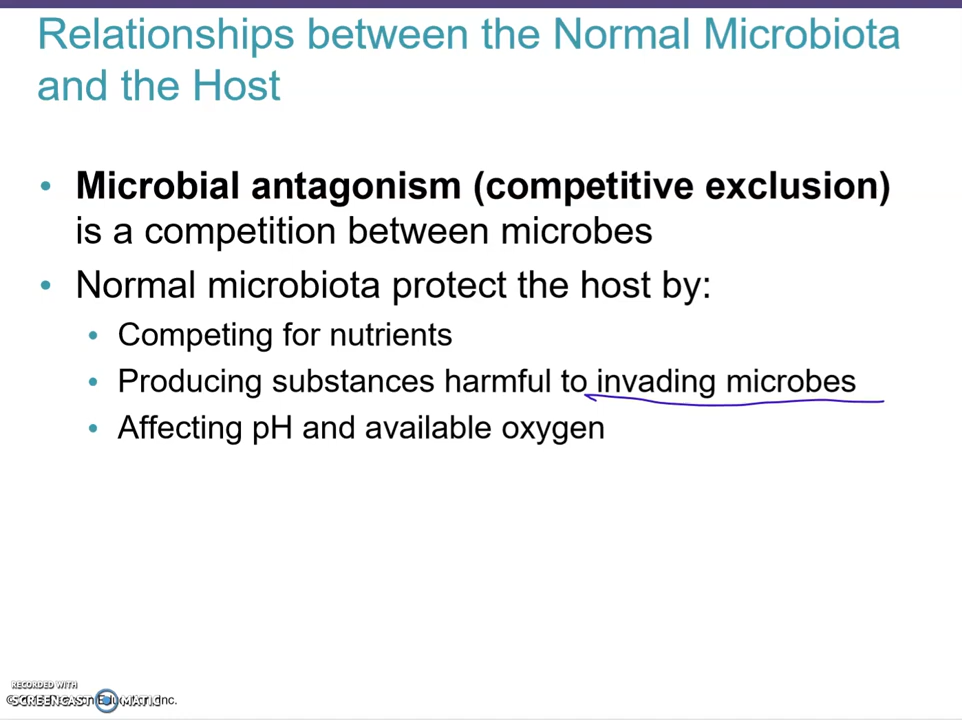 Relationships between the Normal Microbiota
and the Host
• Microbial antagonism (competitive exclusion)
is a competition between microbes
• Normal microbiota protect the host by:
• Competing for nutrients
• Producing substances harmful to invading microbes
• Affecting pH and available oxygen
RECORDED WITH
SCREENCAST MATIC
Inc.